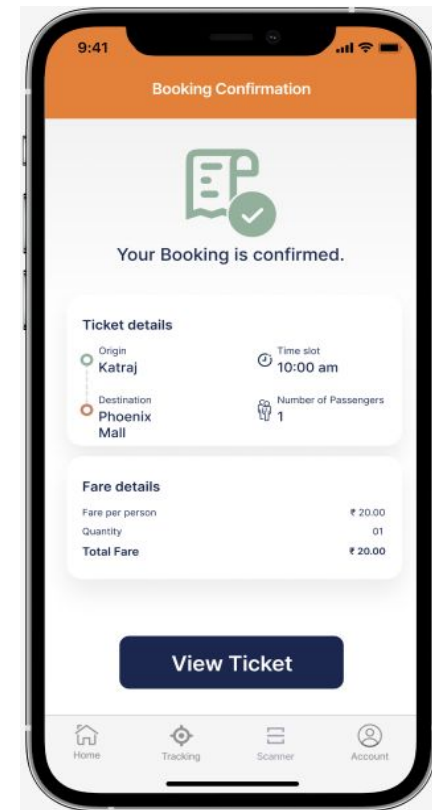 9:41
Booking Confirmation
Your Booking is confirmed.
Ticket details
Origin
Katraj
Time slot
10:00 am
Destination
Phoenix
Mall
Number of Passengers
1
Fare details
Fare per person ₹ 20.00
Quantity 01
Total Fare ₹ 20.00
View Ticket
Home Tracking Scanner Account